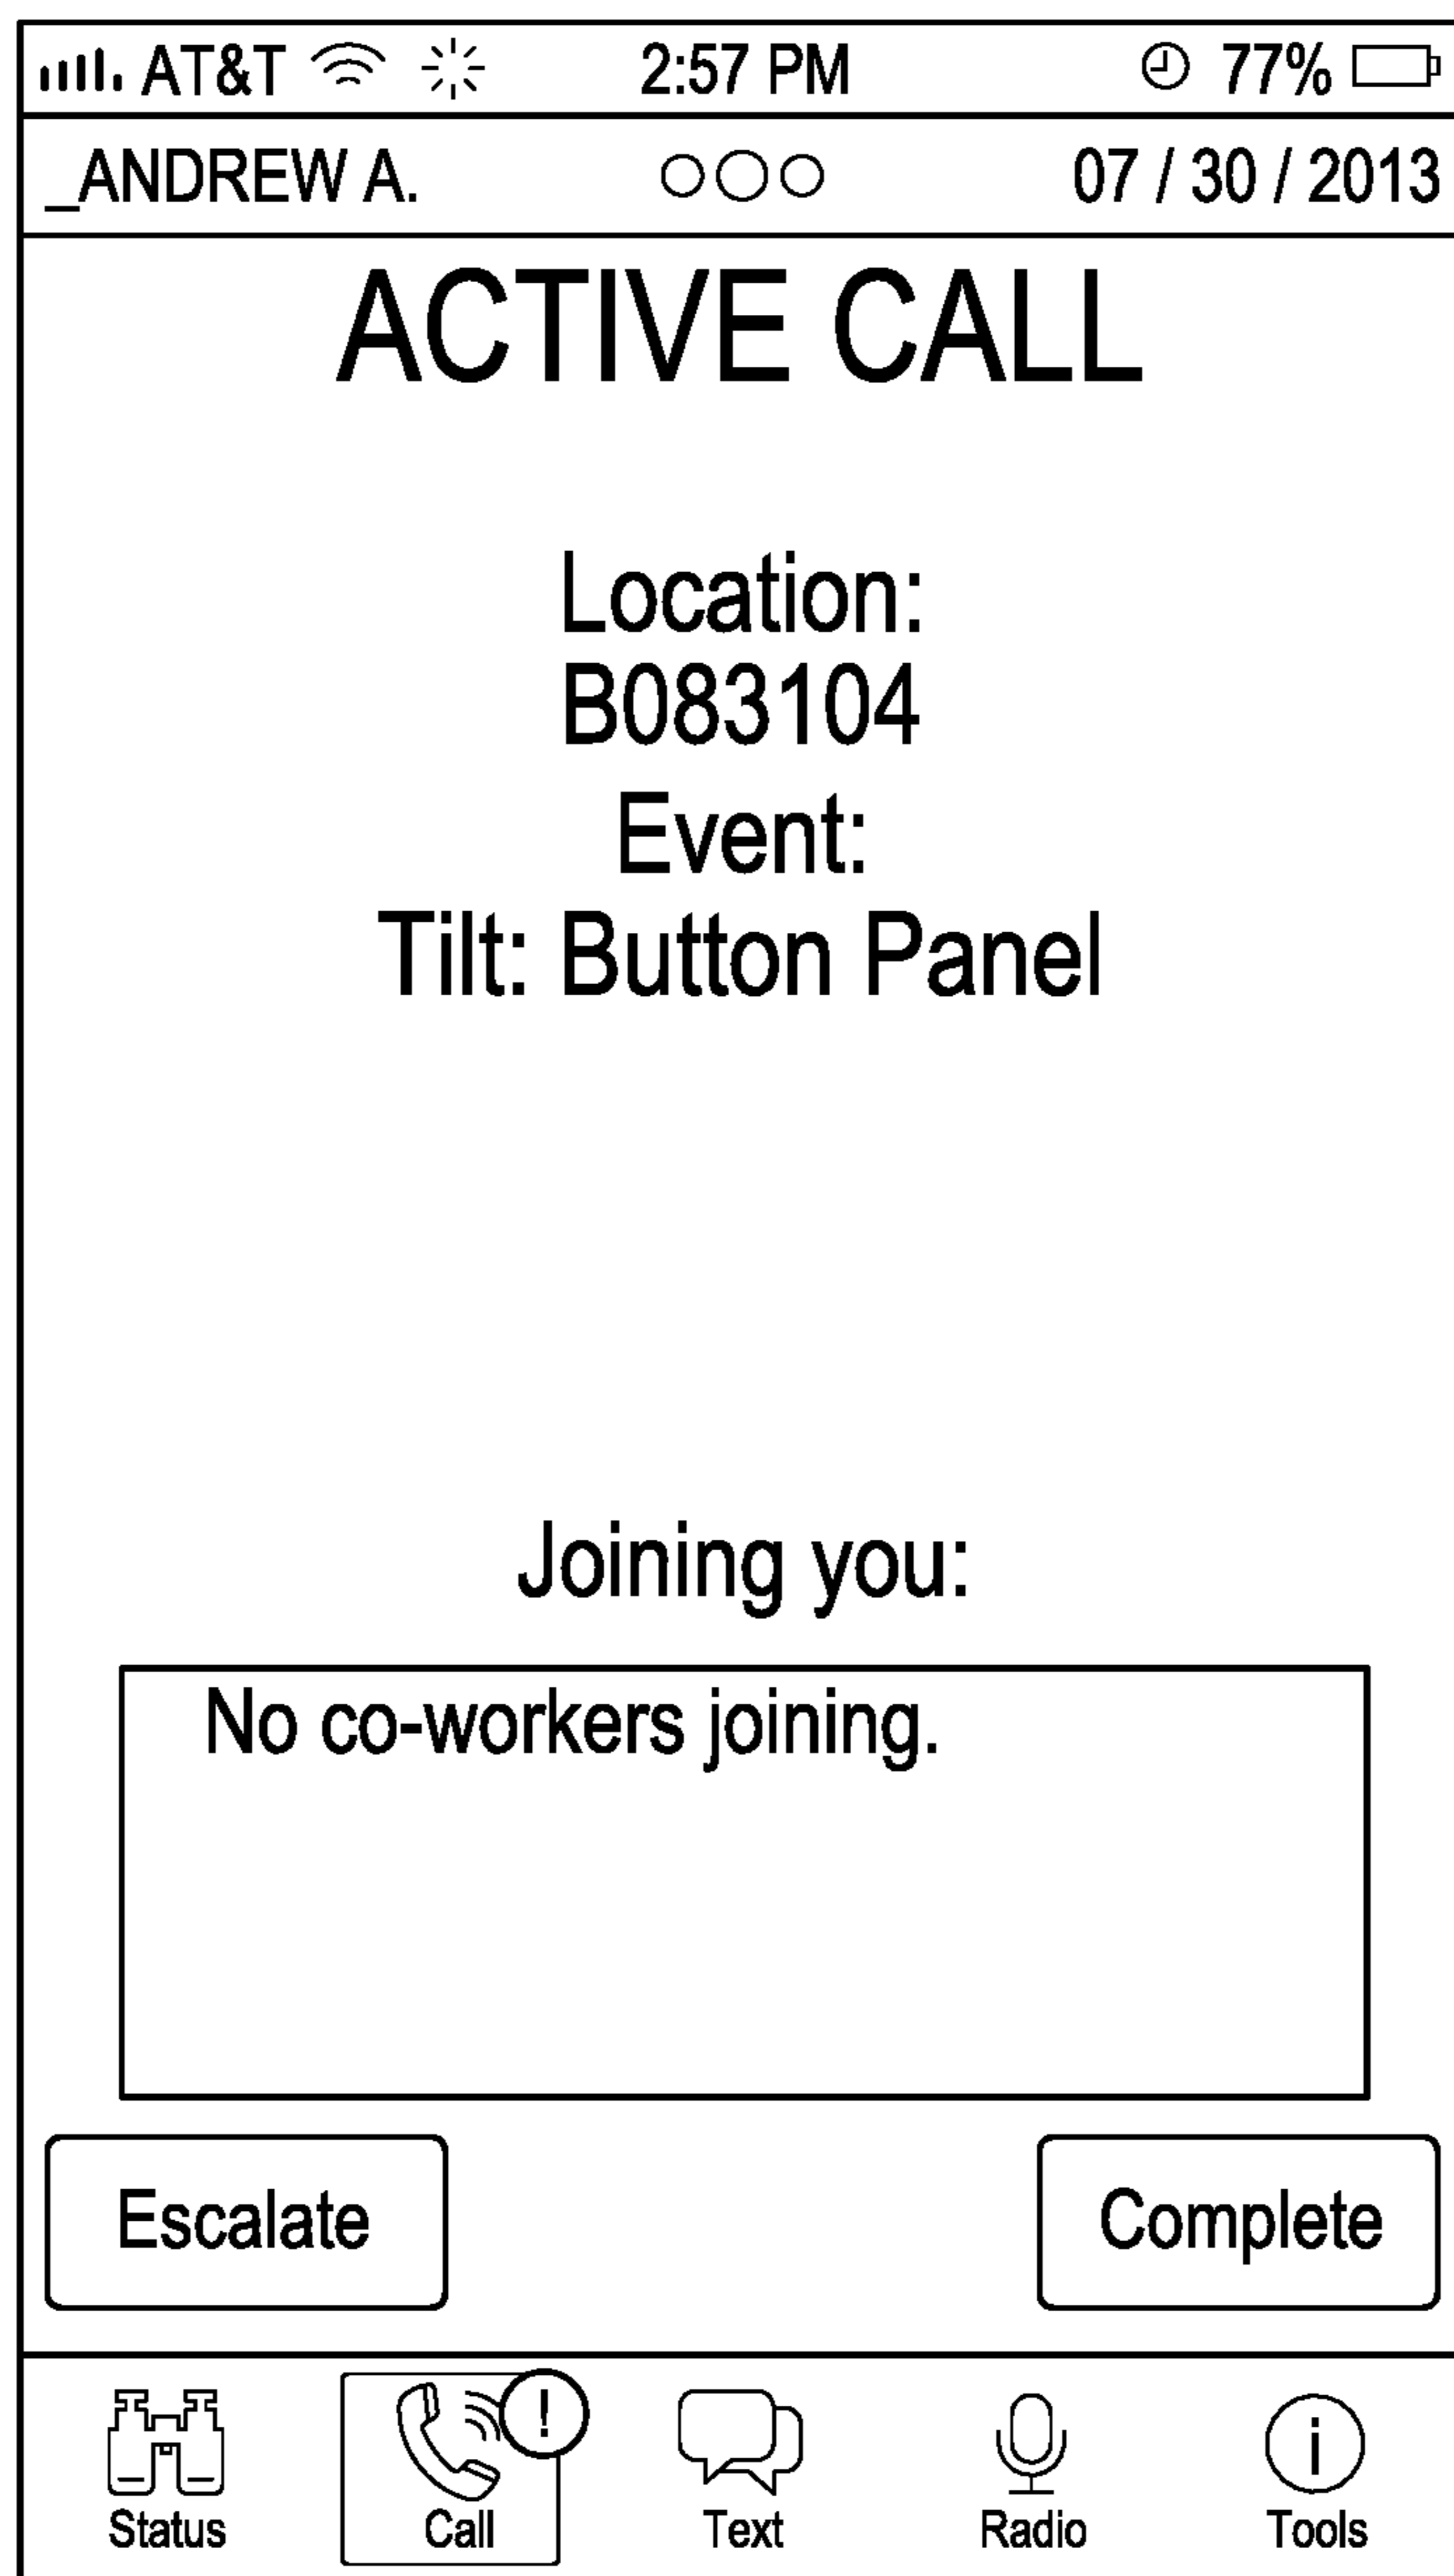 AT&T 2:57 PM 77%
_ANDREW A. 07 / 30 / 2013
ACTIVE CALL
Location:
B083104
Event:
Tilt: Button Panel
Joining you:
No co-workers joining.
Escalate Complete
!
i
Status Call Text Radio Tools